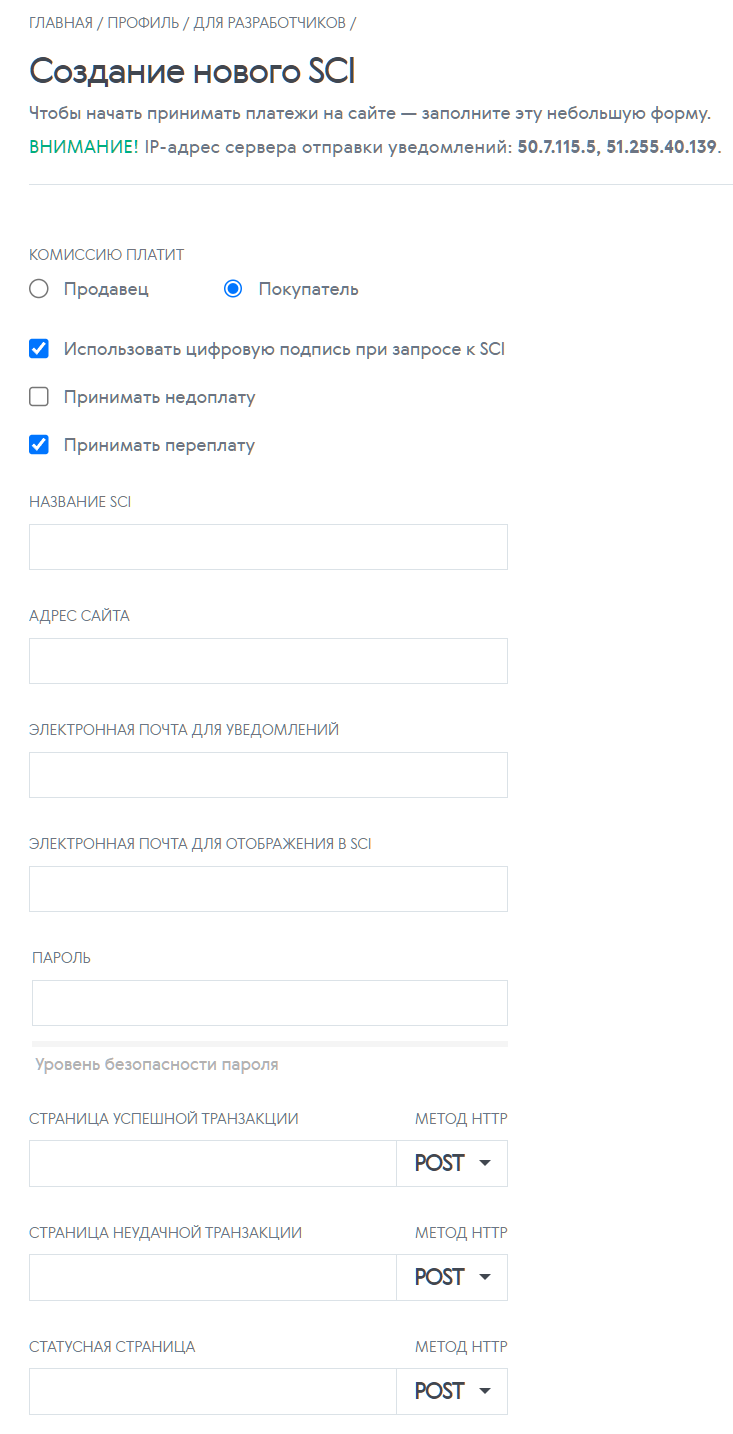 ГЛАВНАЯ / ПРОФИЛЬ / ДЛЯ РАЗРАБОТЧИКОВ /
Создание нового SCI
Чтобы начать принимать платежи на сайте — заполните эту небольшую форму.
ВНИМАНИЕ! IP-адрес сервера отправки уведомлений: 50.7.115.5, 51.255.40.139.
КОМИССИЮ ПЛАТИТ
Продавец Покупатель
Использовать цифровую подпись при запросе к SCI
Принимать недоплату
Принимать переплату
НАЗВАНИЕ SCI
АДРЕС САЙТА
ЭЛЕКТРОННАЯ ПОЧТА ДЛЯ УВЕДОМЛЕНИЙ
ЭЛЕКТРОННАЯ ПОЧТА ДЛЯ ОТОБРАЖЕНИЯ В SCI
ПАРОЛЬ
Уровень безопасности пароля
СТРАНИЦА УСПЕШНОЙ ТРАНЗАКЦИИ МЕТОД HTTP
POST
СТРАНИЦА НЕУДАЧНОЙ ТРАНЗАКЦИИ МЕТОД HTTP
POST
СТАТУСНАЯ СТРАНИЦА МЕТОД HTTP
POST